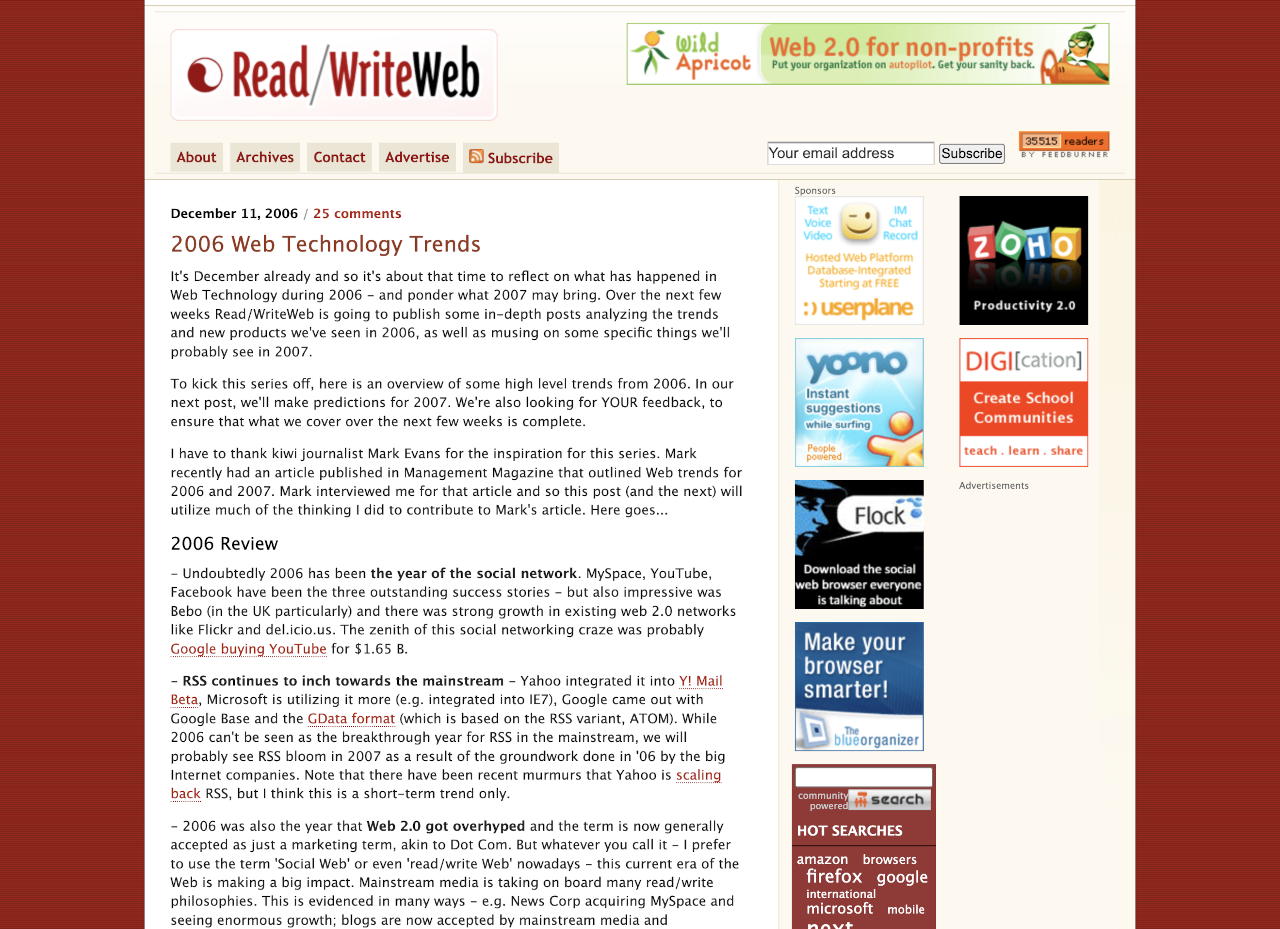 Read/WriteWeb
Wild Apricot
Web 2.0 for non-profits
Put your organization on autopilot. Get your sanity back.
About
Archives
Contact
Advertise
Subscribe
Your email address
Subscribe
35515 readers
BY FEEDBURNER
December 11, 2006 / 25 comments
2006 Web Technology Trends
It's December already and so it's about that time to reflect on what has happened in
Web Technology during 2006 – and ponder what 2007 may bring. Over the next few
weeks Read/WriteWeb is going to publish some in-depth posts analyzing the trends
and new products we've seen in 2006, as well as musing on some specific things we'll
probably see in 2007.
To kick this series off, here is an overview of some high level trends from 2006. In our
next post, we'll make predictions for 2007. We're also looking for YOUR feedback, to
ensure that what we cover over the next few weeks is complete.
I have to thank kiwi journalist Mark Evans for the inspiration for this series. Mark
recently had an article published in Management Magazine that outlined Web trends for
2006 and 2007. Mark interviewed me for that article and so this post (and the next) will
utilize much of the thinking I did to contribute to Mark's article. Here goes...
2006 Review
– Undoubtedly 2006 has been the year of the social network. MySpace, YouTube,
Facebook have been the three outstanding success stories – but also impressive was
Bebo (in the UK particularly) and there was strong growth in existing web 2.0 networks
like Flickr and del.icio.us. The zenith of this social networking craze was probably
Google buying YouTube for $1.65 B.
– RSS continues to inch towards the mainstream – Yahoo integrated it into Y! Mail
Beta, Microsoft is utilizing it more (e.g. integrated into IE7), Google came out with
Google Base and the GData format (which is based on the RSS variant, ATOM). While
2006 can't be seen as the breakthrough year for RSS in the mainstream, we will
probably see RSS bloom in 2007 as a result of the groundwork done in '06 by the big
Internet companies. Note that there have been recent murmurs that Yahoo is scaling
back RSS, but I think this is a short-term trend only.
– 2006 was also the year that Web 2.0 got overhyped and the term is now generally
accepted as just a marketing term, akin to Dot Com. But whatever you call it – I prefer
to use the term 'Social Web' or even 'read/write Web' nowadays – this current era of the
Web is making a big impact. Mainstream media is taking on board many read/write
philosophies. This is evidenced in many ways – e.g. News Corp acquiring MySpace and
seeing enormous growth; blogs are now accepted by mainstream media and
Sponsors
Text
Voice
Video
IM
Chat
Record
Hosted Web Platform
Database-Integrated
Starting at FREE
:) userplane
ZOHO
Productivity 2.0
yoono
Instant
suggestions
while surfing
People
powered
DIGI[cation]
Create School
Communities
teach . learn . share
Advertisements
Flock
Download the social
web browser everyone
is talking about
Make your
browser
smarter!
The
blueorganizer
community
powered
search
HOT SEARCHES
amazon browsers
firefox google
international
microsoft mobile
next